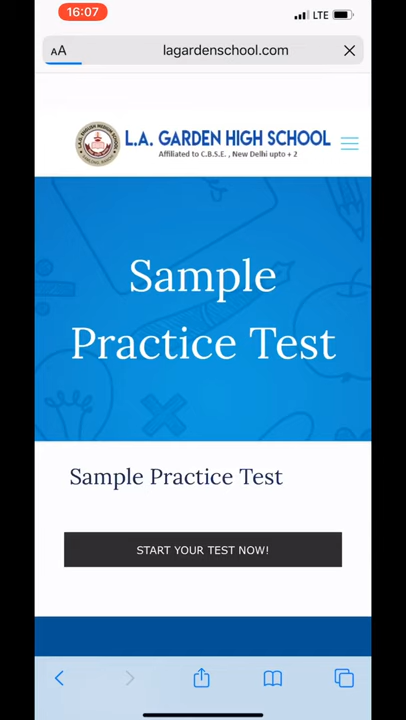 16:07
LTE
AA
lagardenschool.com
L.A. GARDEN HIGH SCHOOL
Affiliated to C.B.S.E. , New Delhi upto + 2
Sample
Practice Test
Sample Practice Test
START YOUR TEST NOW!